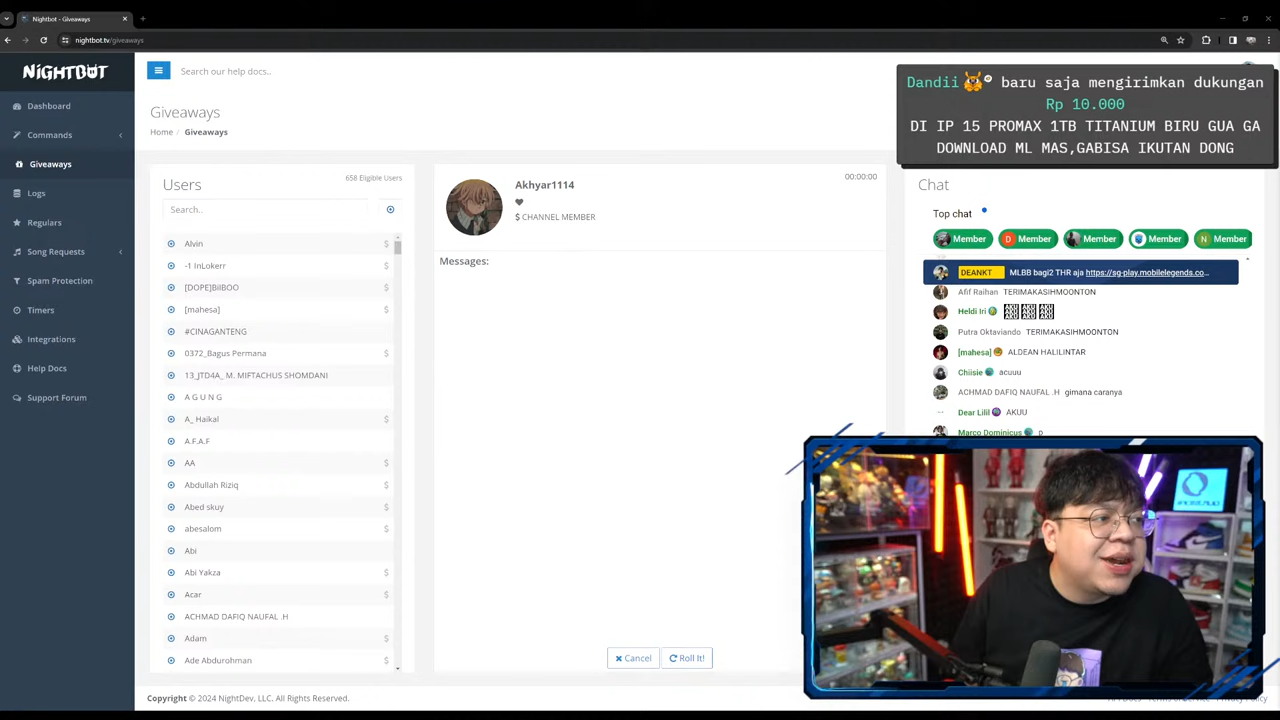 Nightbot - Giveaways
nightbot.tv/giveaways
NIGHTBOT
Dashboard
Commands
Giveaways
Logs
Regulars
Song Requests
Spam Protection
Timers
Integrations
Help Docs
Support Forum
Search our help docs..
Giveaways
Home / Giveaways
Users
658 Eligible Users
Search..
Alvin $
-1 InLokerr $
[DOPE]BiIBOO $
[mahesa] $
#CINAGANTENG
0372_Bagus Permana $
13_JTD4A_ M. MIFTACHUS SHOMDANI
A G U N G
A_ Haikal $
A.F.A.F
AA $
Abdullah Riziq $
Abed skuy $
abesalom $
Abi
Abi Yakza $
Acar $
ACHMAD DAFIQ NAUFAL .H
Adam $
Ade Abdurohman $
Akhyar1114
00:00:00
$ CHANNEL MEMBER
Messages:
Cancel
Roll It!
Dandii baru saja mengirimkan dukungan
Rp 10.000
DI IP 15 PROMAX 1TB TITANIUM BIRU GUA GA
DOWNLOAD ML MAS,GABISA IKUTAN DONG
Chat
Top chat
Member D Member Member Member N Member
DEANKT MLBB bagi2 THR aja https://sg-play.mobilelegends.co...
Afif Raihan TERIMAKASIHMOONTON
Heldi Iri AKU AKU AKU
Putra Oktaviando TERIMAKASIHMOONTON
[mahesa] ALDEAN HALILINTAR
Chiisie acuuu
ACHMAD DAFIQ NAUFAL .H gimana caranya
Dear Lilil AKUU
Marco Dominicus p
Copyright © 2024 NightDev, LLC. All Rights Reserved.